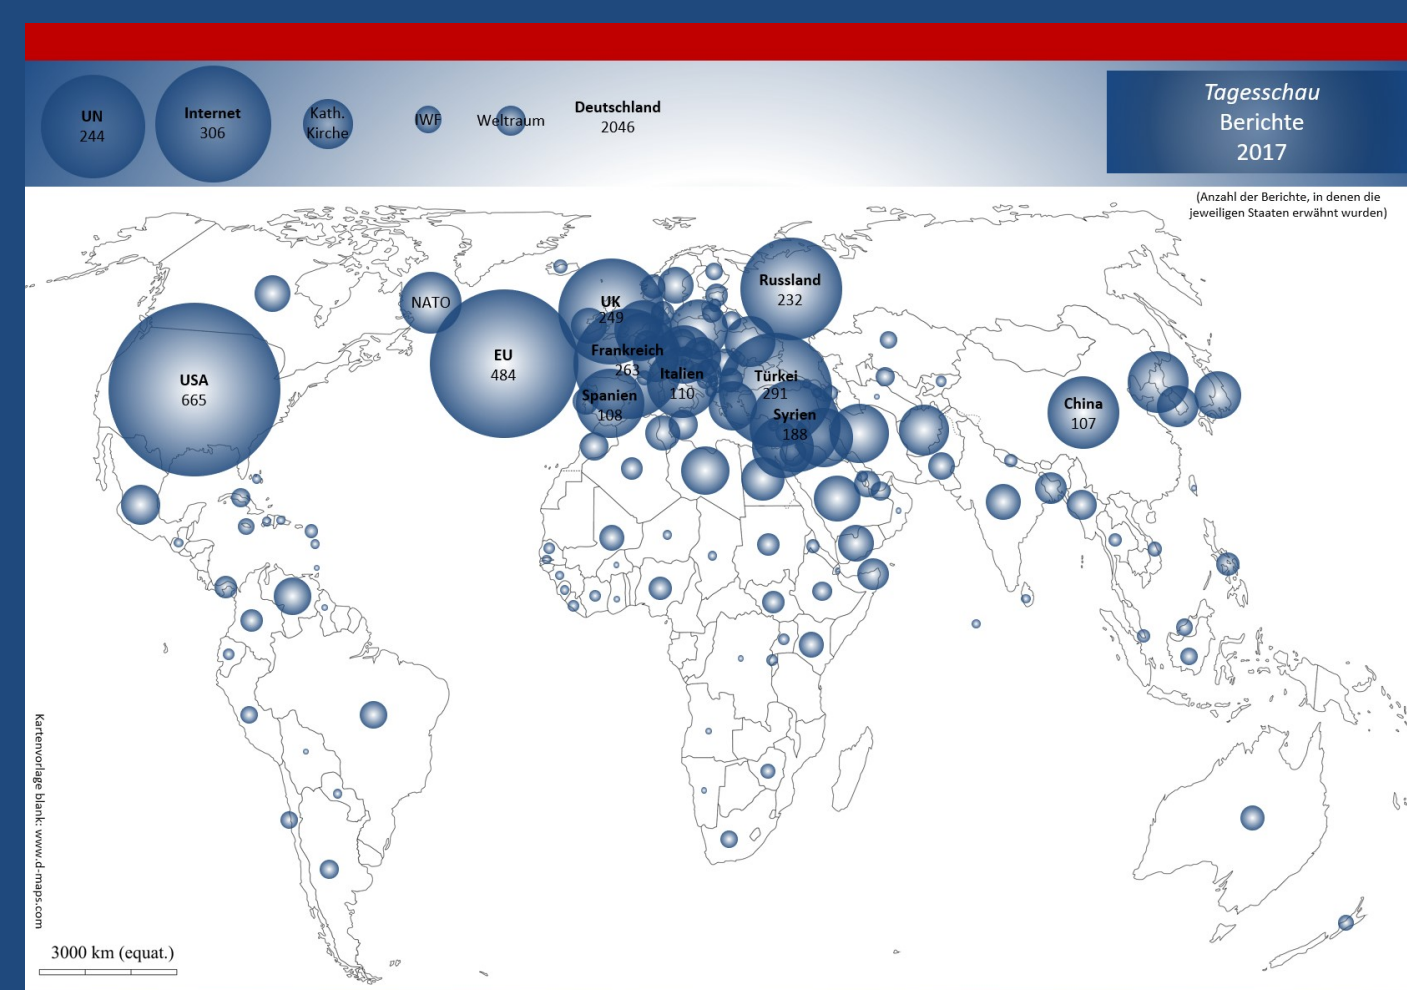 UN
244
Internet
306
Kath.
Kirche
IWF
Weltraum
Deutschland
2046
Tagesschau
Berichte
2017
(Anzahl der Berichte, in denen die
jeweiligen Staaten erwähnt wurden)
Russland
232
NATO
UK
249
EU
484
Frankreich
263
Italien
110
Türkei
291
USA
665
Spanien
108
Syrien
188
China
107
Kartenvorlage blank: www.d-maps.com
3000 km (equat.)